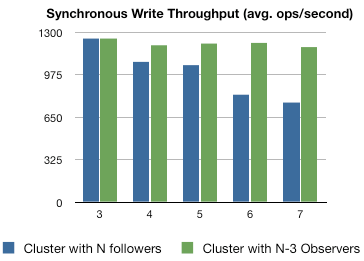 Synchronous Write Throughput (avg. ops/second)
1300
975
650
325
0
3 4 5 6 7
Cluster with N followers Cluster with N-3 Observers